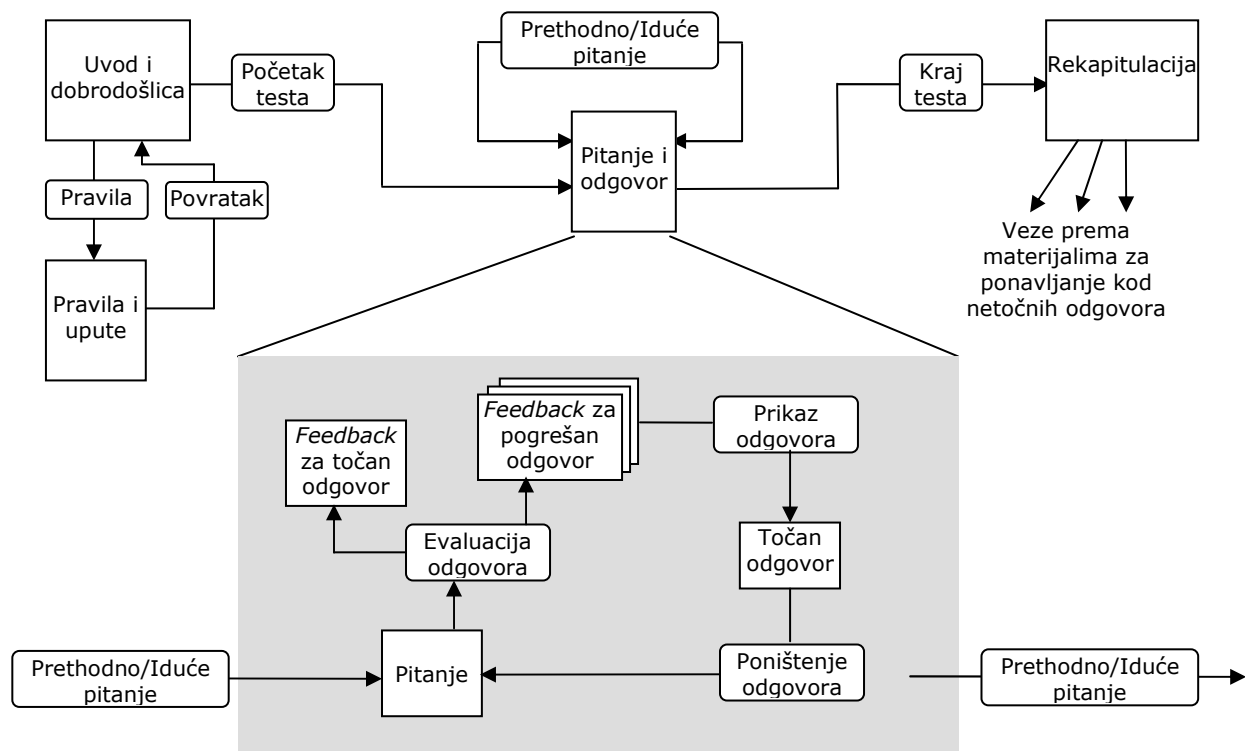 Uvod i
dobrodošlica
Početak
testa
Prethodno/Iduće
pitanje
Kraj
testa
Rekapitulacija
Pitanje i
odgovor
Pravila
Povratak
Pravila i
upute
Veze prema
materijalima za
ponavljanje kod
netočnih odgovora
Feedback
za točan
odgovor
Feedback za
pogrešan
odgovor
Prikaz
odgovora
Evaluacija
odgovora
Točan
odgovor
Prethodno/Iduće
pitanje
Pitanje
Poništenje
odgovora
Prethodno/Iduće
pitanje